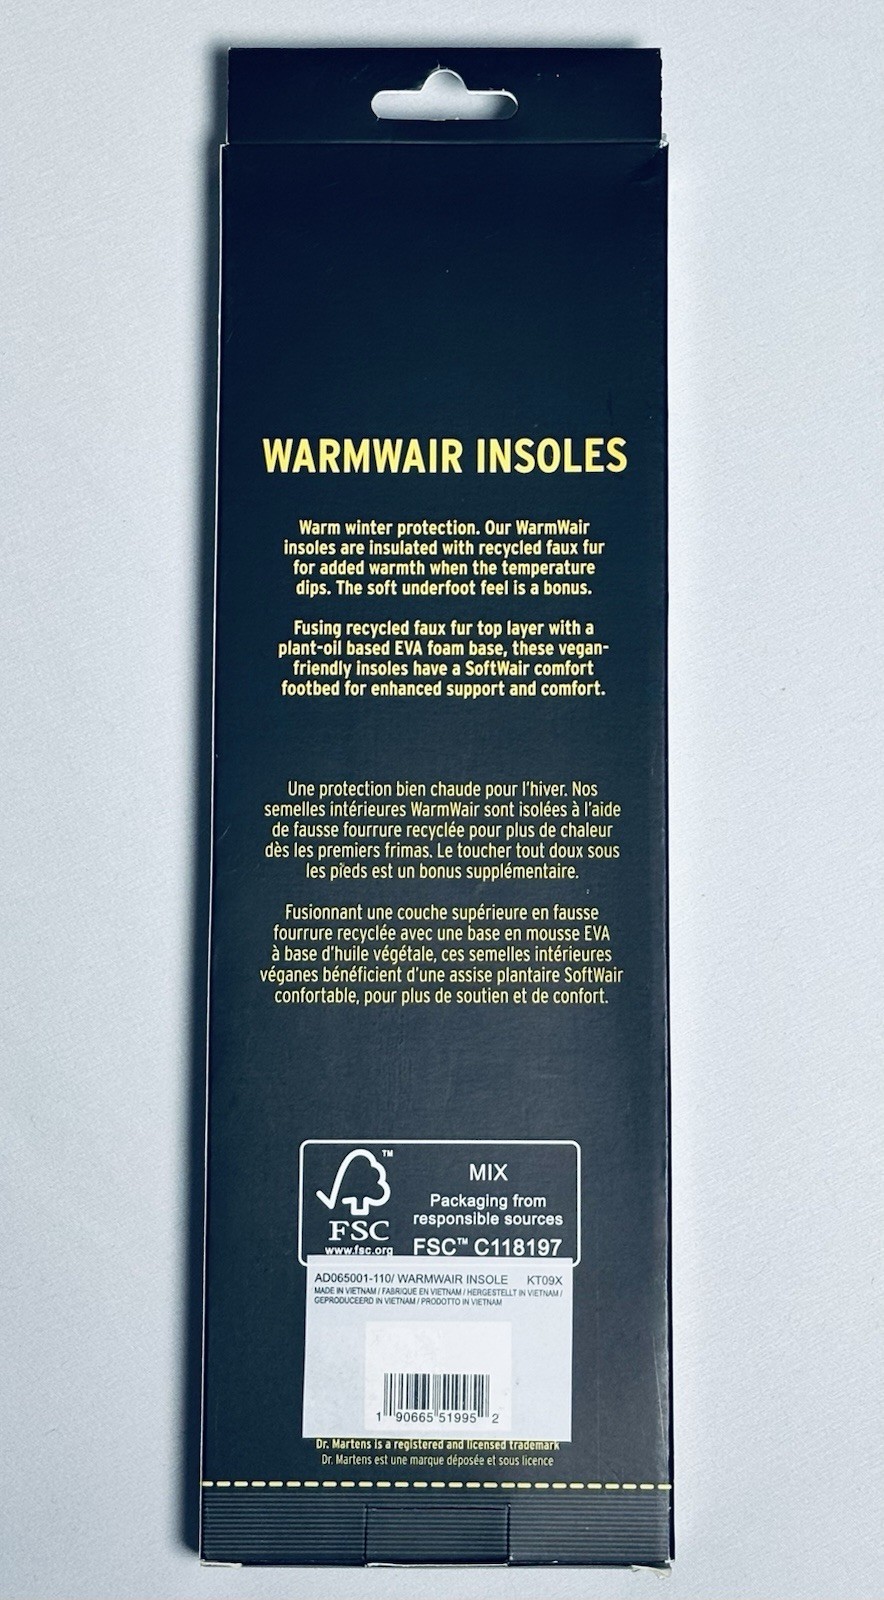 WARMWAIR INSOLES
Warm winter protection. Our WarmWair
insoles are insulated with recycled faux fur
for added warmth when the temperature
dips. The soft underfoot feel is a bonus.
Fusing recycled faux fur top layer with a
plant-oil based EVA foam base, these vegan-
friendly insoles have a SoftWair comfort
footbed for enhanced support and comfort.
Une protection bien chaude pour l'hiver. Nos
semelles intérieures WarmWair sont isolées à l'aide
de fausse fourrure recyclée pour plus de chaleur
dès les premiers frimas. Le toucher tout doux sous
les pieds est un bonus supplémentaire.
Fusionnant une couche supérieure en fausse
fourrure recyclée avec une base en mousse EVA
à base d'huile végétale, ces semelles intérieures
véganes bénéficient d'une assise plantaire SoftWair
confortable, pour plus de soutien et de confort.
TM
FSC
www.fsc.org
MIX
Packaging from
responsible sources
FSC™ C118197
AD065001-110/ WARMWAIR INSOLE KT09X
MADE IN VIETNAM / FABRIQUE EN VIETNAM / HERGESTELLT IN VIETNAM /
GEPRODUCEERD IN VIETNAM / PRODOTTO IN VIETNAM
1 90665 51995 2
Dr. Martens is a registered and licensed trademark
Dr. Martens est une marque déposée et sous licence